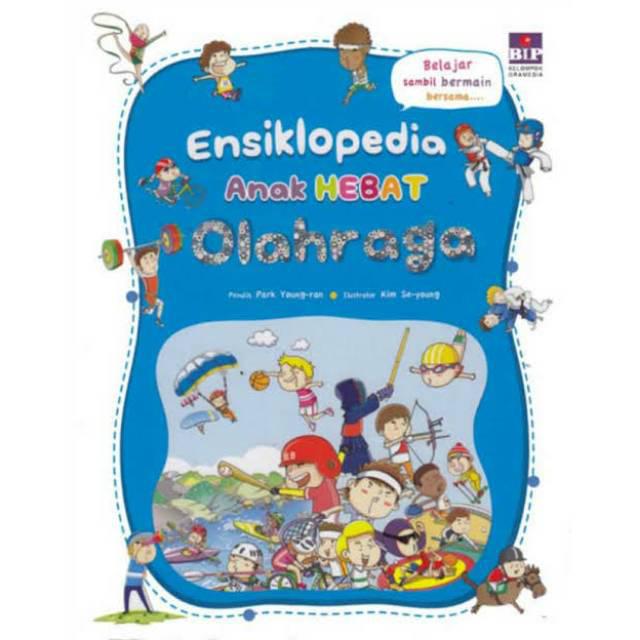 Belajar
sambil bermain
bersama....
BIP
KELOMPOK
GRAMEDIA
Ensiklopedia
Anak HEBAT
Olahraga
Penulis Park Young-ran • Ilustrator Kim Se-young